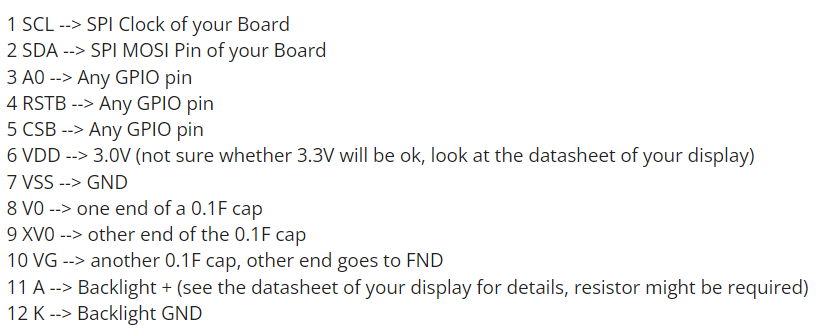 1 SCL --> SPI Clock of your Board
2 SDA --> SPI MOSI Pin of your Board
3 A0 --> Any GPIO pin
4 RSTB --> Any GPIO pin
5 CSB --> Any GPIO pin
6 VDD --> 3.0V (not sure whether 3.3V will be ok, look at the datasheet of your display)
7 VSS --> GND
8 V0 --> one end of a 0.1F cap
9 XV0 --> other end of the 0.1F cap
10 VG --> another 0.1F cap, other end goes to FND
11 A --> Backlight + (see the datasheet of your display for details, resistor might be required)
12 K --> Backlight GND